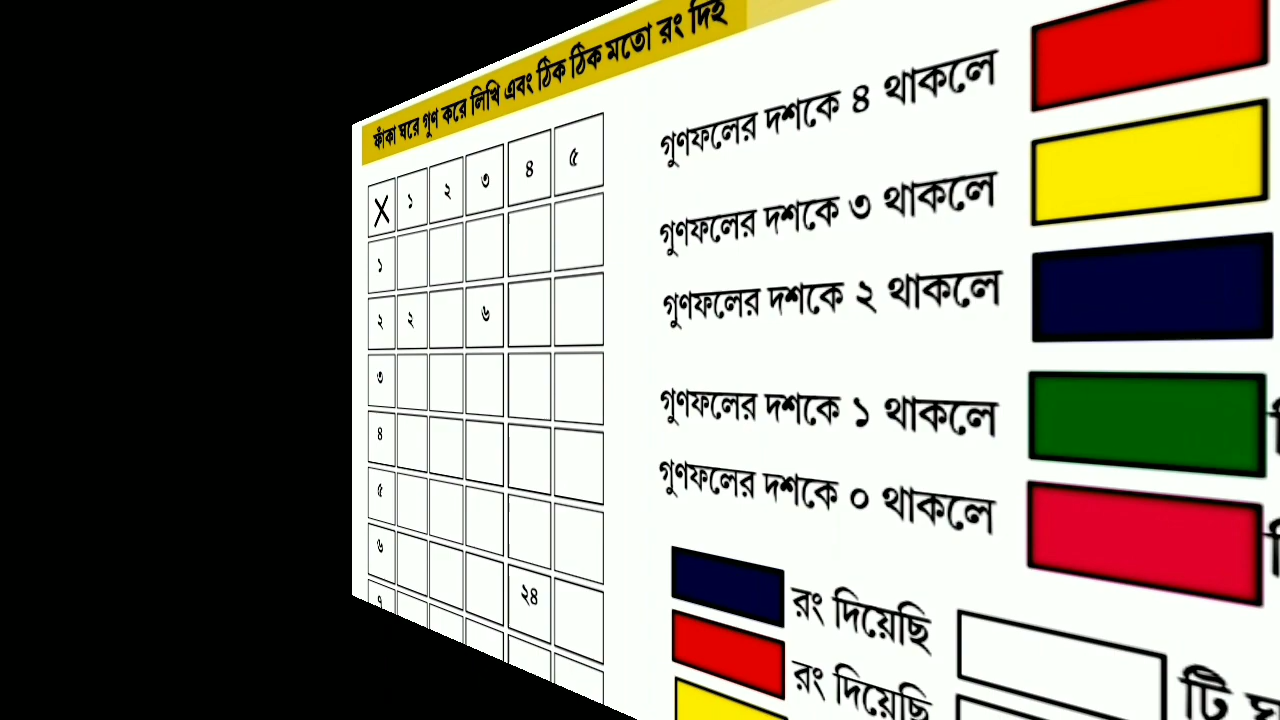 ফাঁকা ঘরে গুণ করে লিখি এবং ঠিক ঠিক মতো রং দিই
× ১ ২ ৩ ৪ ৫
১
২ ২ ৬
৩
৪
৫
৬ ২৪
৭
গুণফলের দশকে ৪ থাকলে
গুণফলের দশকে ৩ থাকলে
গুণফলের দশকে ২ থাকলে
গুণফলের দশকে ১ থাকলে
গুণফলের দশকে ০ থাকলে
রং দিয়েছি টি
রং দিয়েছি